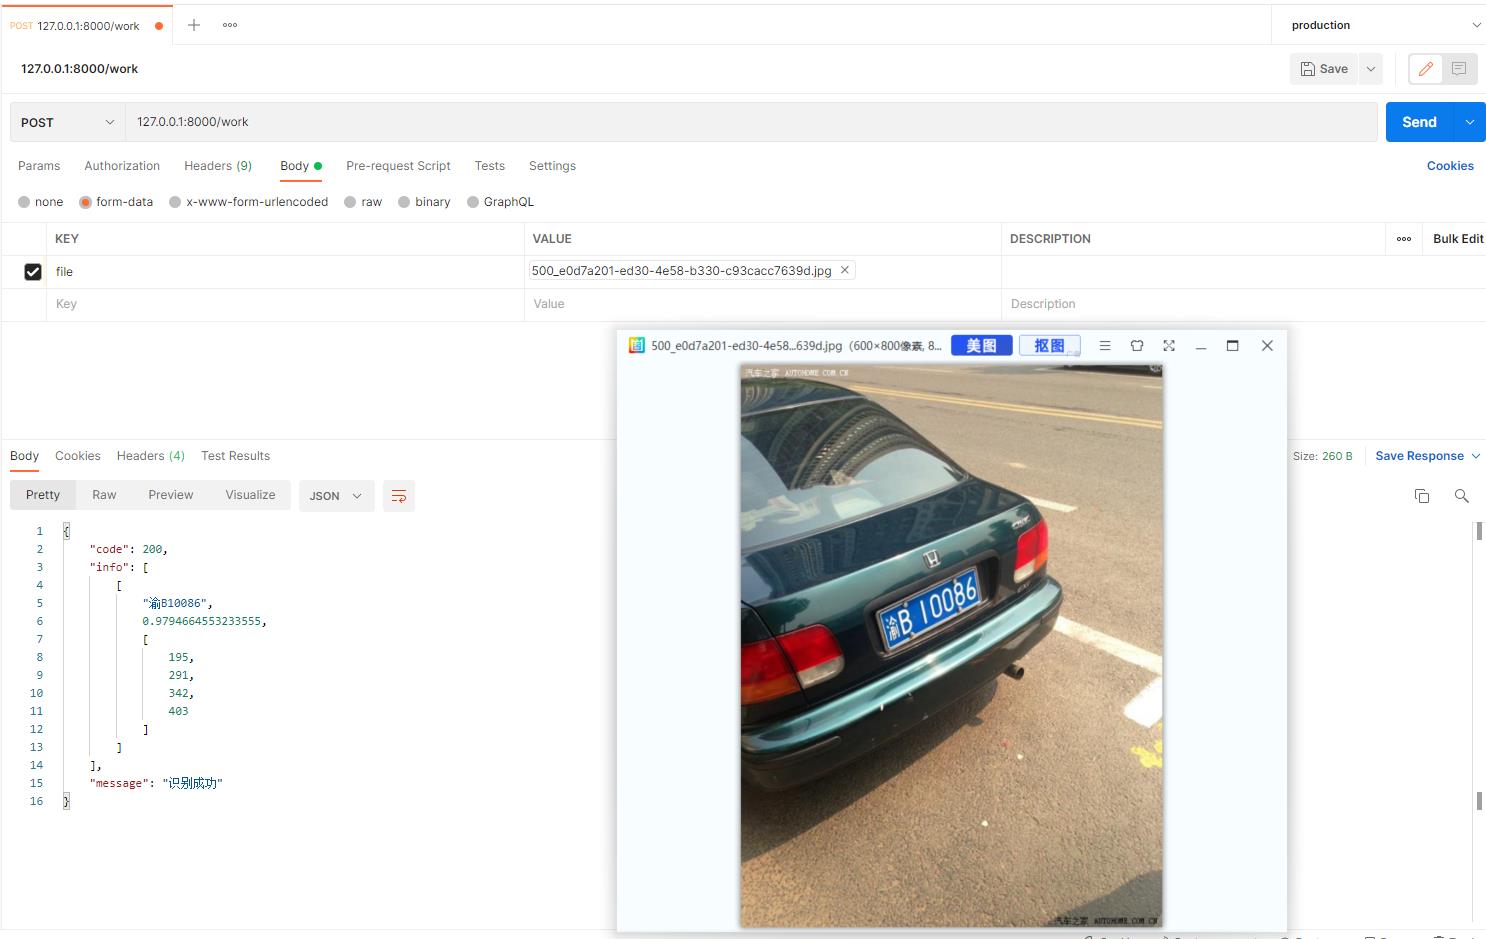 POST 127.0.0.1:8000/work
production
127.0.0.1:8000/work
Save
POST 127.0.0.1:8000/work Send
Params Authorization Headers (9) Body Pre-request Script Tests Settings Cookies
none form-data x-www-form-urlencoded raw binary GraphQL
KEY VALUE DESCRIPTION Bulk Edit
file 500_e0d7a201-ed30-4e58-b330-c93cacc7639d.jpg
Key Value Description
500_e0d7a201-ed30-4e58...639d.jpg（600×800像素, 8... 美图 抠图
汽车之家 AUTOHOME.COM.CN
渝B 10086
汽车之家 AUTOHOME.COM.CN
Body Cookies Headers (4) Test Results Size: 260 B Save Response
Pretty Raw Preview Visualize JSON
1 {
2 "code": 200,
3 "info": [
4 [
5 "渝B10086",
6 0.9794664553233555,
7 [
8 195,
9 291,
10 342,
11 403
12 ]
13 ]
14 ],
15 "message": "识别成功"
16 }